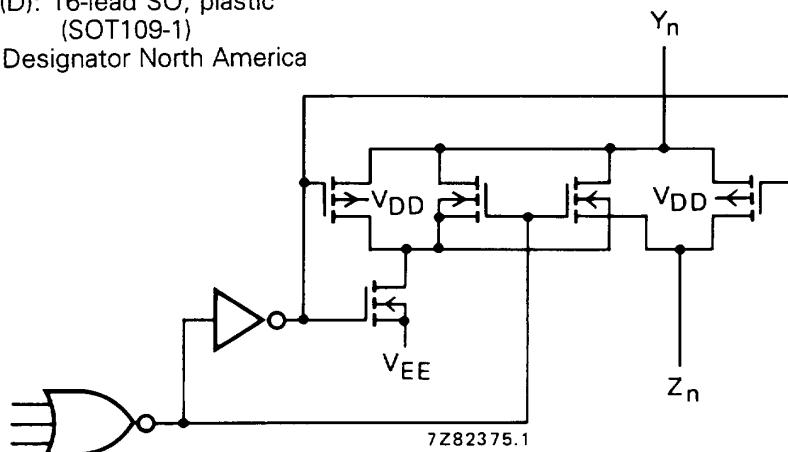 (D): 16-lead SO; plastic
(SOT109-1)
Designator North America
Yn
VDD
VDD
VEE
Zn
7Z82375.1